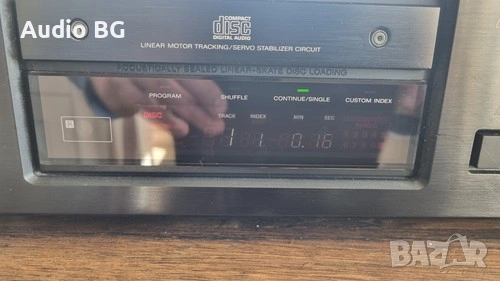 Audio BG
COMPACT
disc
DIGITAL AUDIO
LINEAR MOTOR TRACKING/SERVO STABILIZER CIRCUIT
ACOUSTICALLY SEALED LINEAR-SKATE DISC LOADING
PROGRAM SHUFFLE CONTINUE/SINGLE CUSTOM INDEX
DISC TRACK INDEX MIN SEC
1 1 0.16
BAZAR